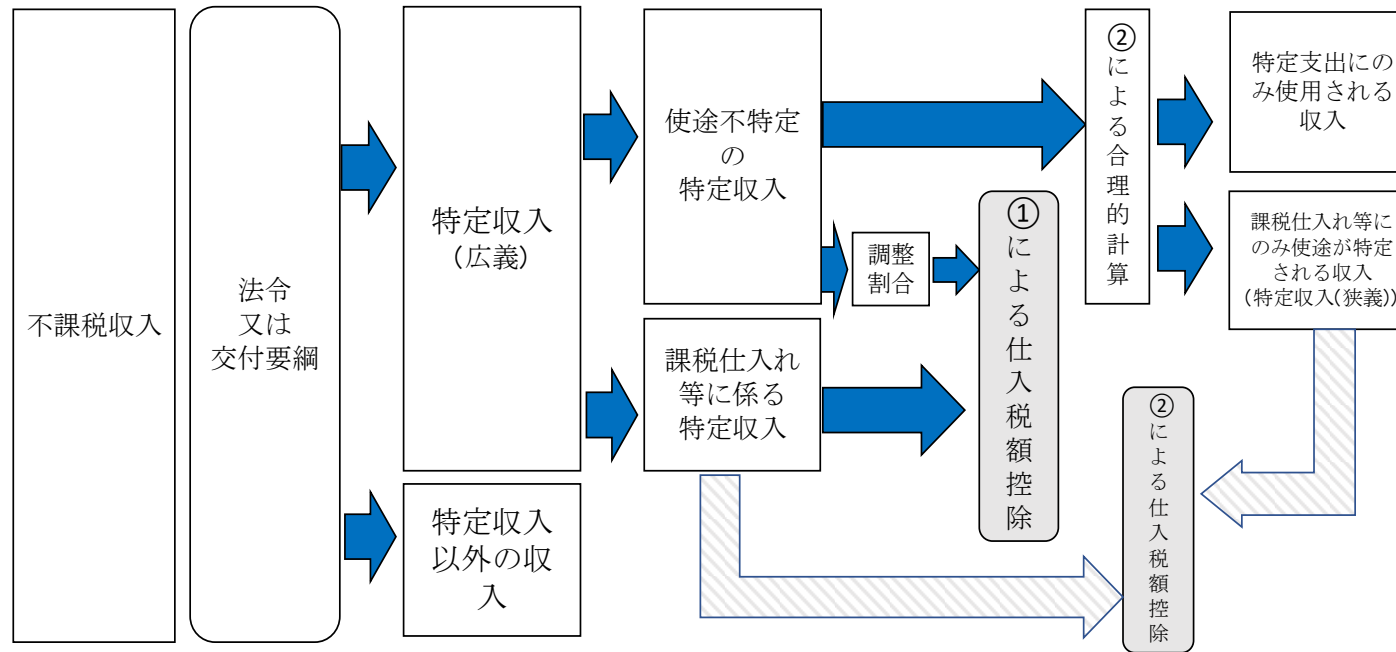 不課税収入
法令
又は
交付要綱
特定収入
(広義)
特定収入
以外の収
入
使途不特定
の
特定収入
課税仕入れ
等に係る
特定収入
調整
割合
①による仕入税額控除
②による合理的計算
特定支出にの
み使用される
収入
課税仕入れ等に
のみ使途が特定
される収入
(特定収入(狭義))
②による仕入税額控除